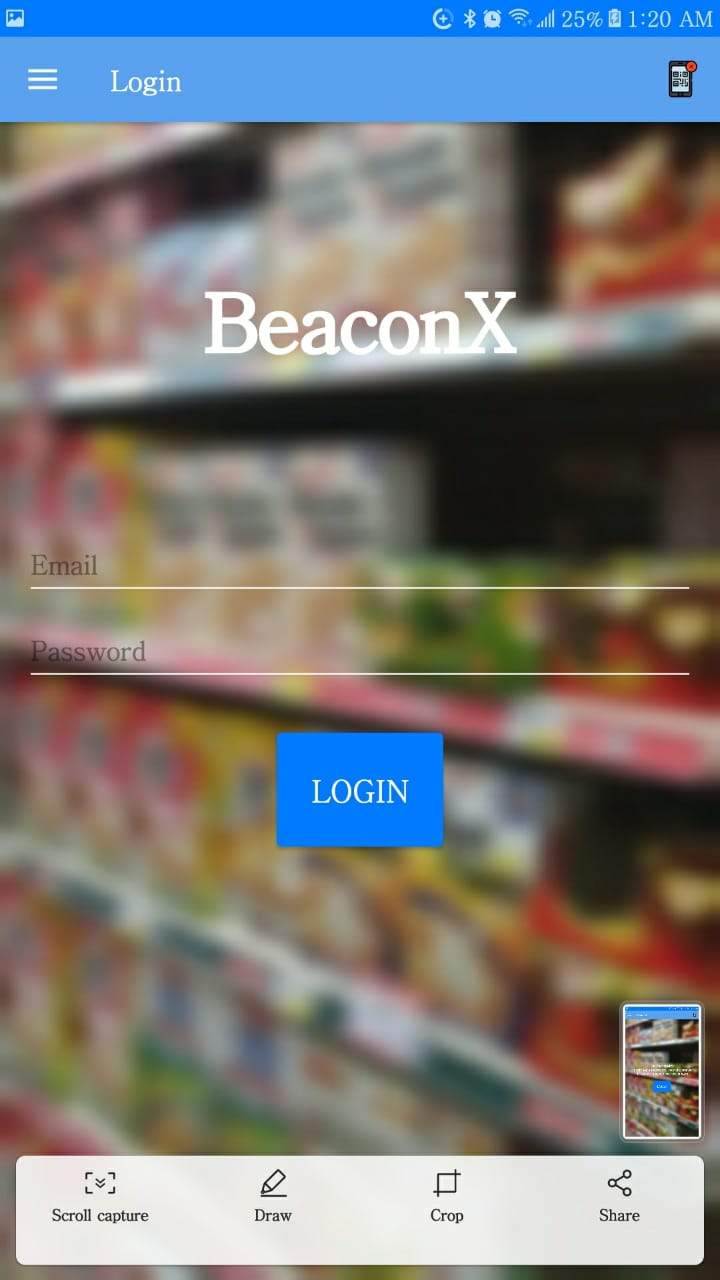 25% 1:20 AM
Login
BeaconX
Email
Password
LOGIN
Scroll capture Draw Crop Share